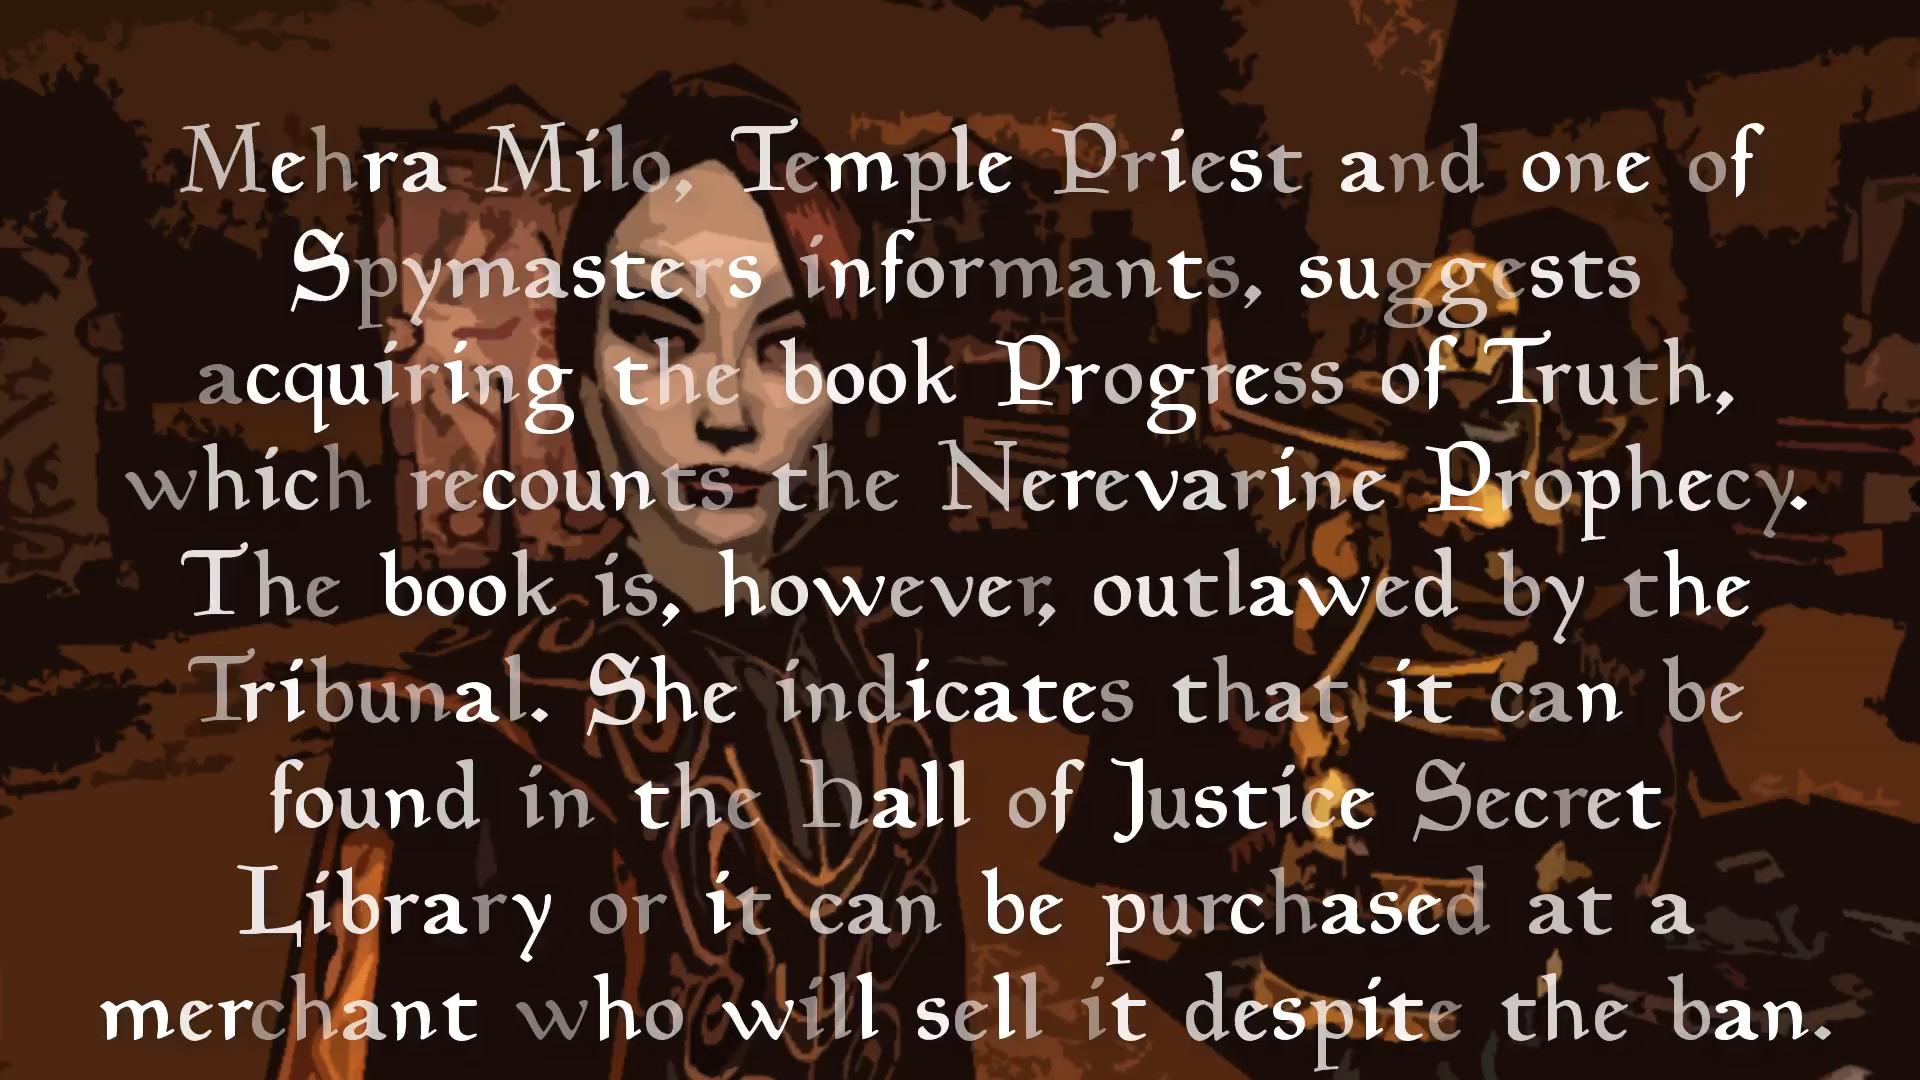 Mehra Milo, Temple Priest and one of
Spymasters informants, suggests
acquiring the book Progress of Truth,
which recounts the Nerevarine Prophecy.
The book is, however, outlawed by the
Tribunal. She indicates that it can be
found in the Hall of Justice Secret
Library or it can be purchased at a
merchant who will sell it despite the ban.